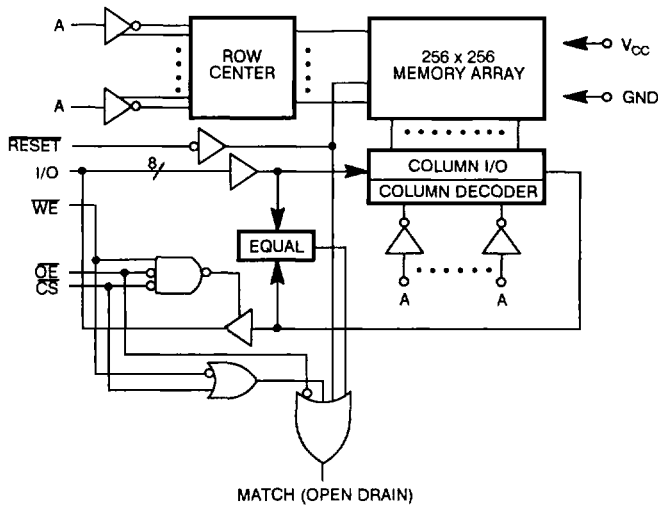 A
ROW
CENTER
256 x 256
MEMORY ARRAY
V_CC
A
GND
RESET
I/O
8
COLUMN I/O
COLUMN DECODER
WE
EQUAL
OE
CS
A
A
MATCH (OPEN DRAIN)